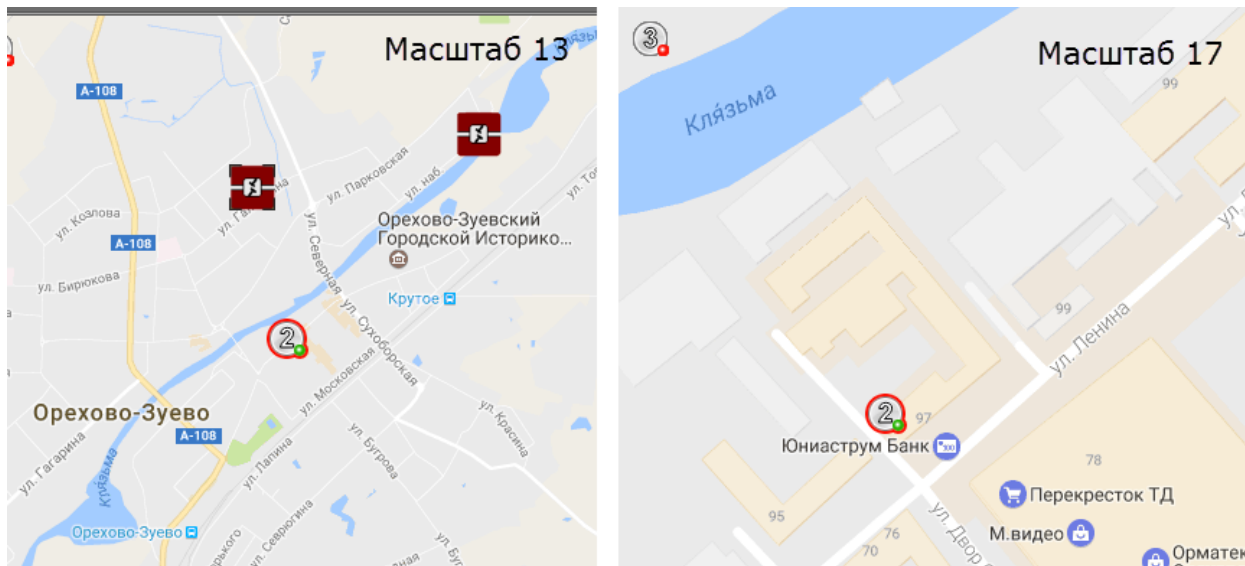 Масштаб 13
А-108
ул. Парковская
ул. наб.
ул. Козлова
Орехово-Зуевский
Городской Историко...
А-108
ул. Северная
ул. Бирюкова
Крутое
2
ул. Сухоборская
ул. Московская
Орехово-Зуево
А-108
ул. Красина
ул. Гагарина
ул. Лапина
ул. Бугрова
Клязьма
Орехово-Зуево
ул. Севрюгина
3
Масштаб 17
Клязьма
99
99
ул. Ленина
2
97
Юниаструм Банк
78
Перекресток ТД
95
76
М.видео
70
Орматек